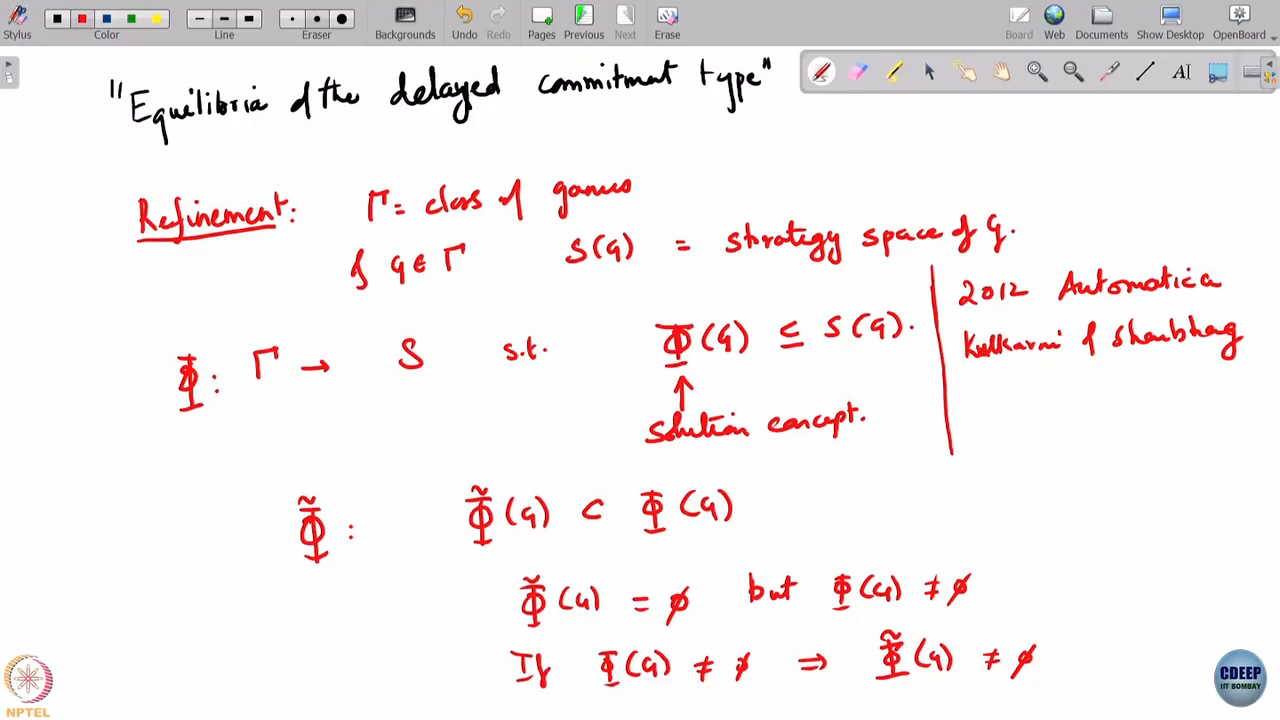 Stylus Color Line Eraser Backgrounds Undo Redo Pages Previous Next Erase Board Web Documents Show Desktop OpenBoard
"Equilibria of the delayed commitment type"
Refinement: Γ = class of games
If G ∈ Γ S(G) = strategy space of G.
2012 Automatica
Kulkarni & Shanbhag
Φ: Γ → S s.t. Φ(G) ⊆ S(G).
↑
solution concept.
Φ̃ : Φ̃(G) ⊂ Φ(G)
Φ̃(G) = ∅ but Φ(G) ≠ ∅
If Φ(G) ≠ ∅ ⇒ Φ̃(G) ≠ ∅
NPTEL
CDEEP
IIT BOMBAY